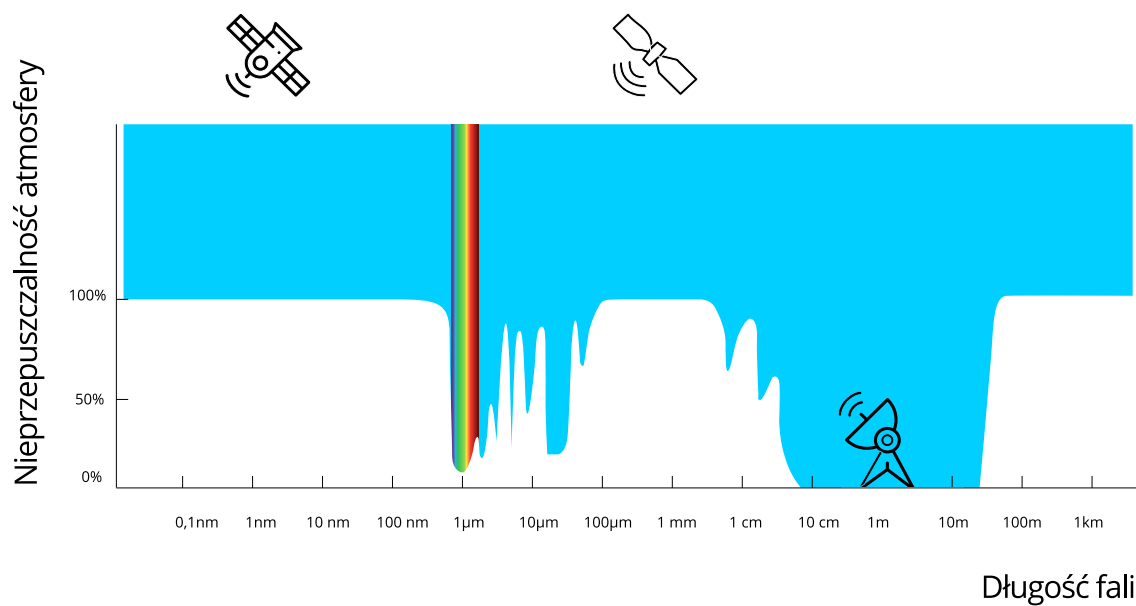 Nieprzepuszczalność atmosfery
100%
50%
0%
0,1nm 1nm 10 nm 100 nm 1μm 10μm 100μm 1 mm 1 cm 10 cm 1m 10m 100m 1km
Długość fali